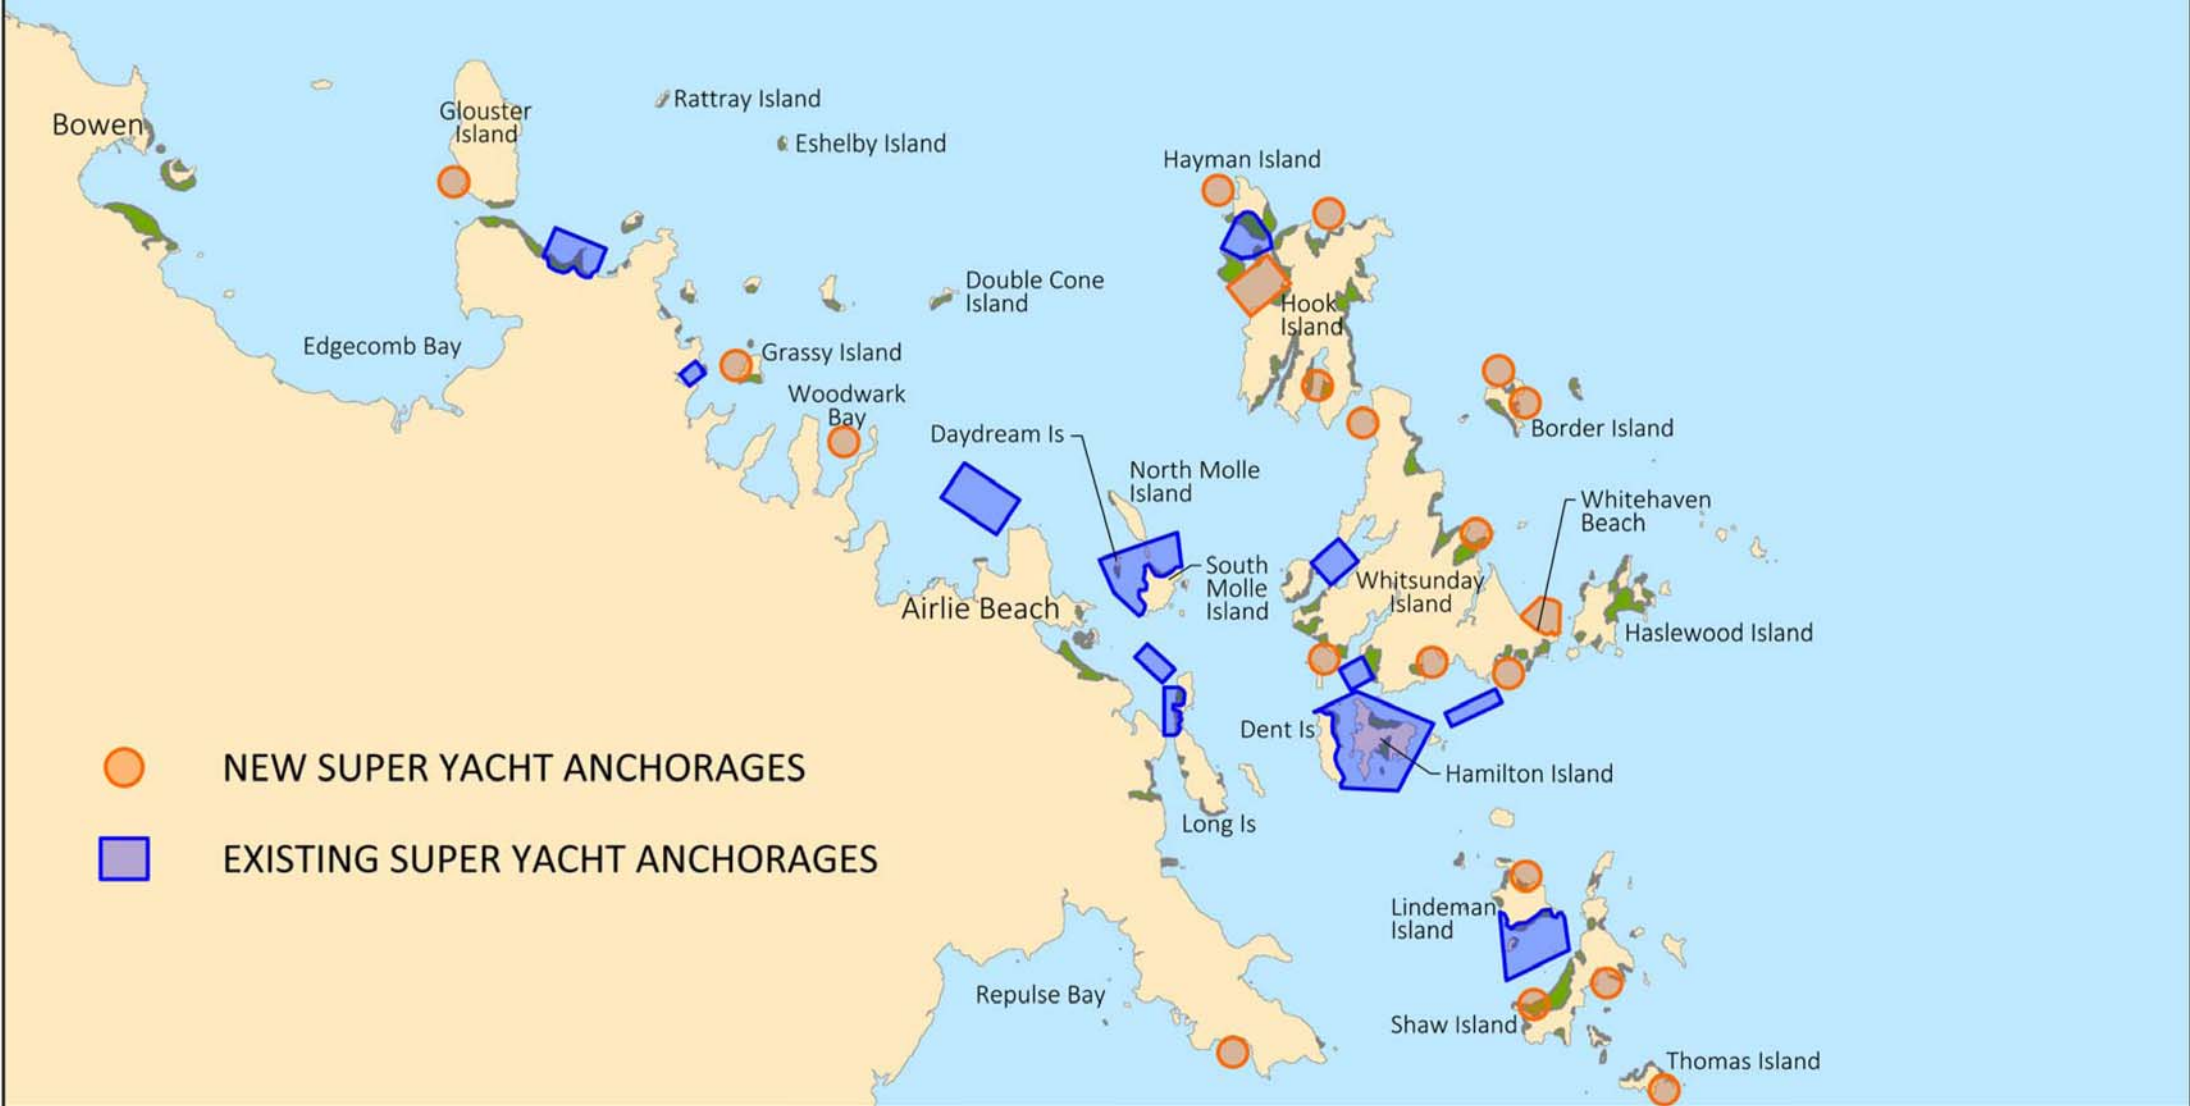 Bowen
Glouster
Island
Rattray Island
Eshelby Island
Hayman Island
Double Cone
Island
Hook
Island
Edgecomb Bay
Grassy Island
Woodwark
Bay
Daydream Is
Border Island
North Molle
Island
Whitehaven
Beach
South
Molle
Island
Whitsunday
Island
Airlie Beach
Haslewood Island
Dent Is
Hamilton Island
NEW SUPER YACHT ANCHORAGES
Long Is
EXISTING SUPER YACHT ANCHORAGES
Lindeman
Island
Repulse Bay
Shaw Island
Thomas Island